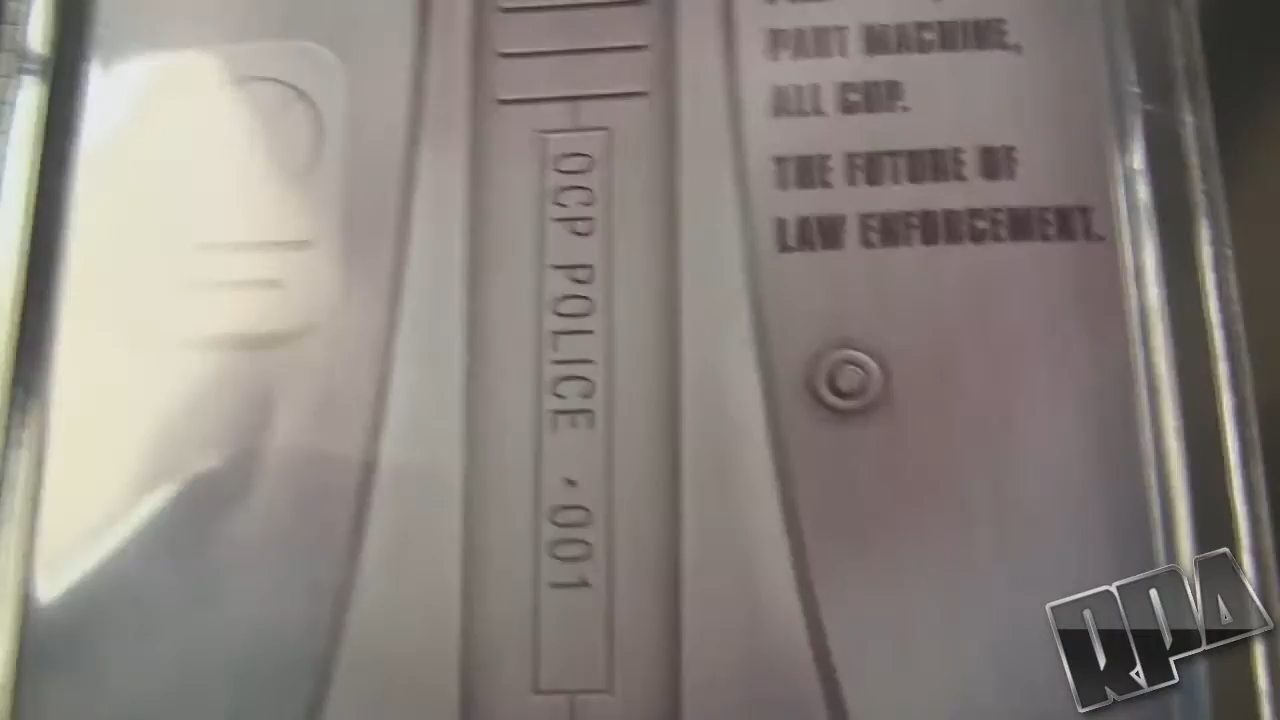 PART MACHINE,
ALL COP.
THE FUTURE OF
LAW ENFORCEMENT.
OCP POLICE - 001
RPA